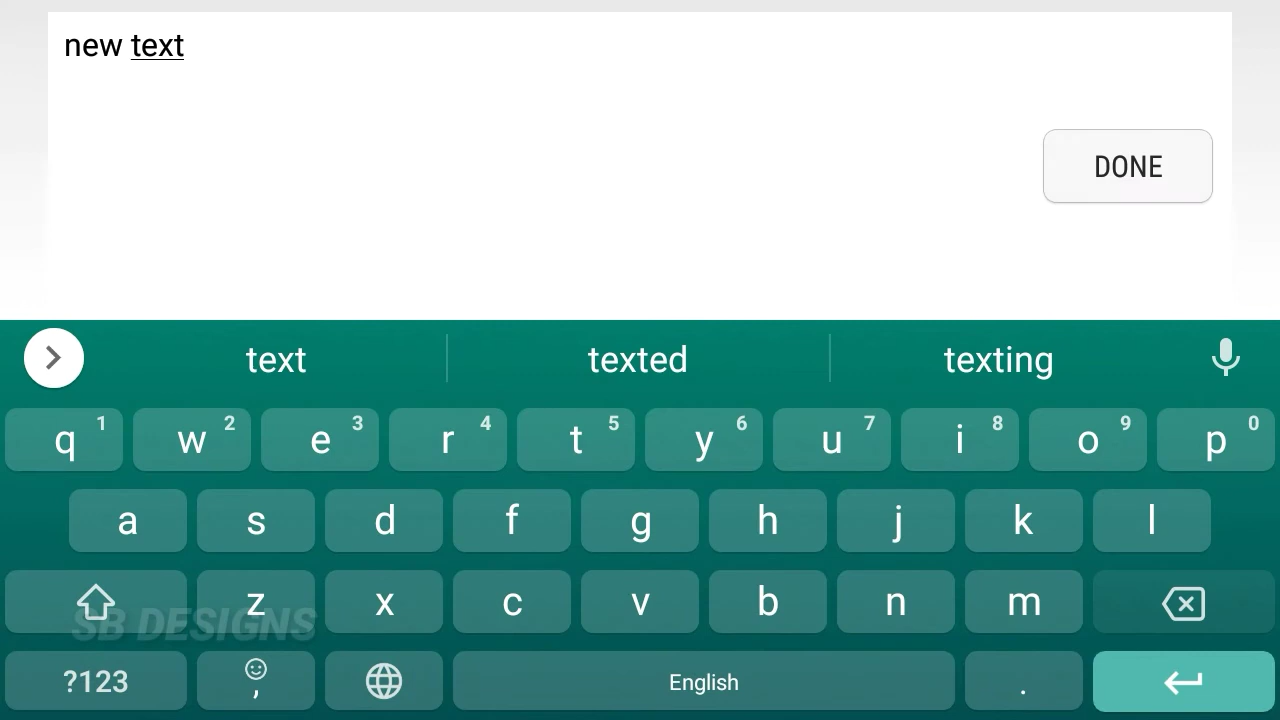 new text
DONE
text texted texting
q 1 w 2 e 3 r 4 t 5 y 6 u 7 i 8 o 9 p 0
a s d f g h j k l
z x c v b n m
SB DESIGNS
?123 , English .